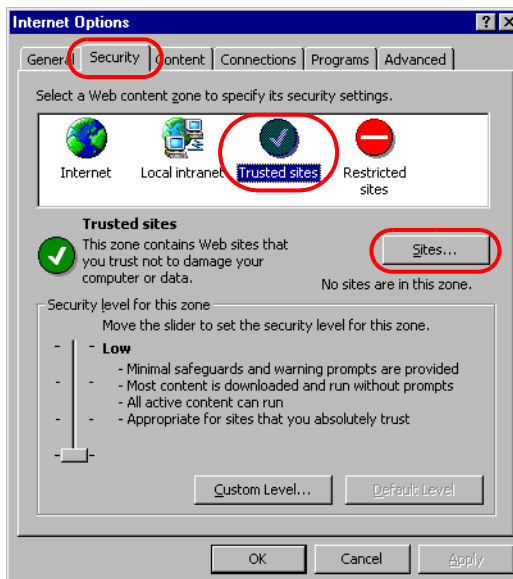 Internet Options
General Security Content Connections Programs Advanced
Select a Web content zone to specify its security settings.
Internet Local intranet Trusted sites Restricted
sites
Trusted sites
This zone contains Web sites that
you trust not to damage your
computer or data.
Sites...
No sites are in this zone.
Security level for this zone
Move the slider to set the security level for this zone.
Low
- Minimal safeguards and warning prompts are provided
- Most content is downloaded and run without prompts
- All active content can run
- Appropriate for sites that you absolutely trust
Custom Level... Default Level
OK Cancel Apply